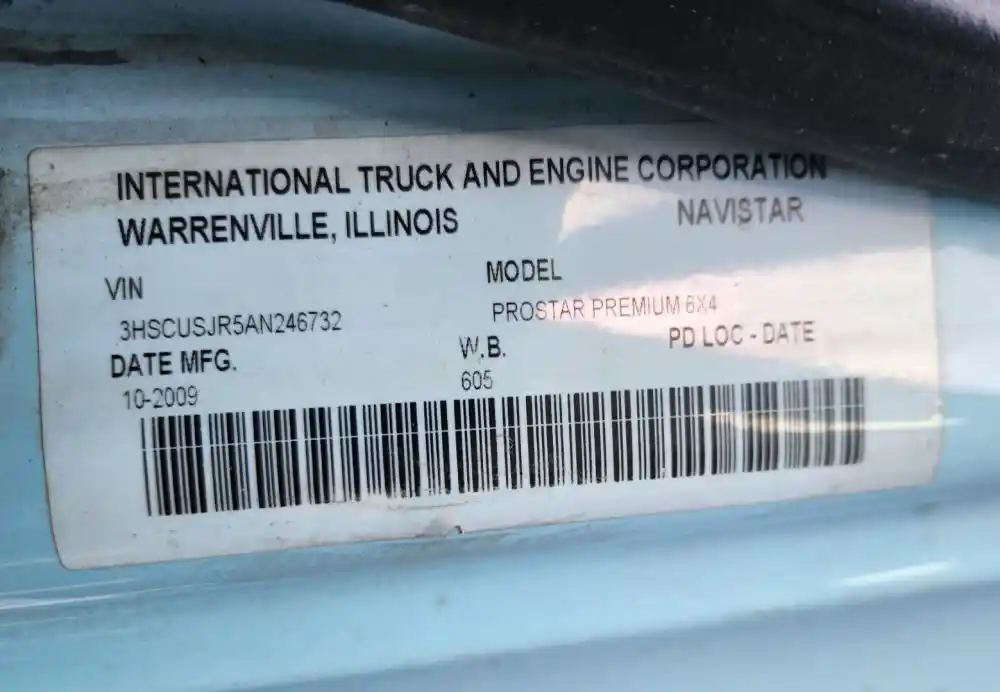 INTERNATIONAL TRUCK AND ENGINE CORPORATION
WARRENVILLE, ILLINOIS NAVISTAR
VIN MODEL
3HSCUSJR5AN246732 PROSTAR PREMIUM 6X4
DATE MFG. W.B. PD LOC - DATE
10-2009 605